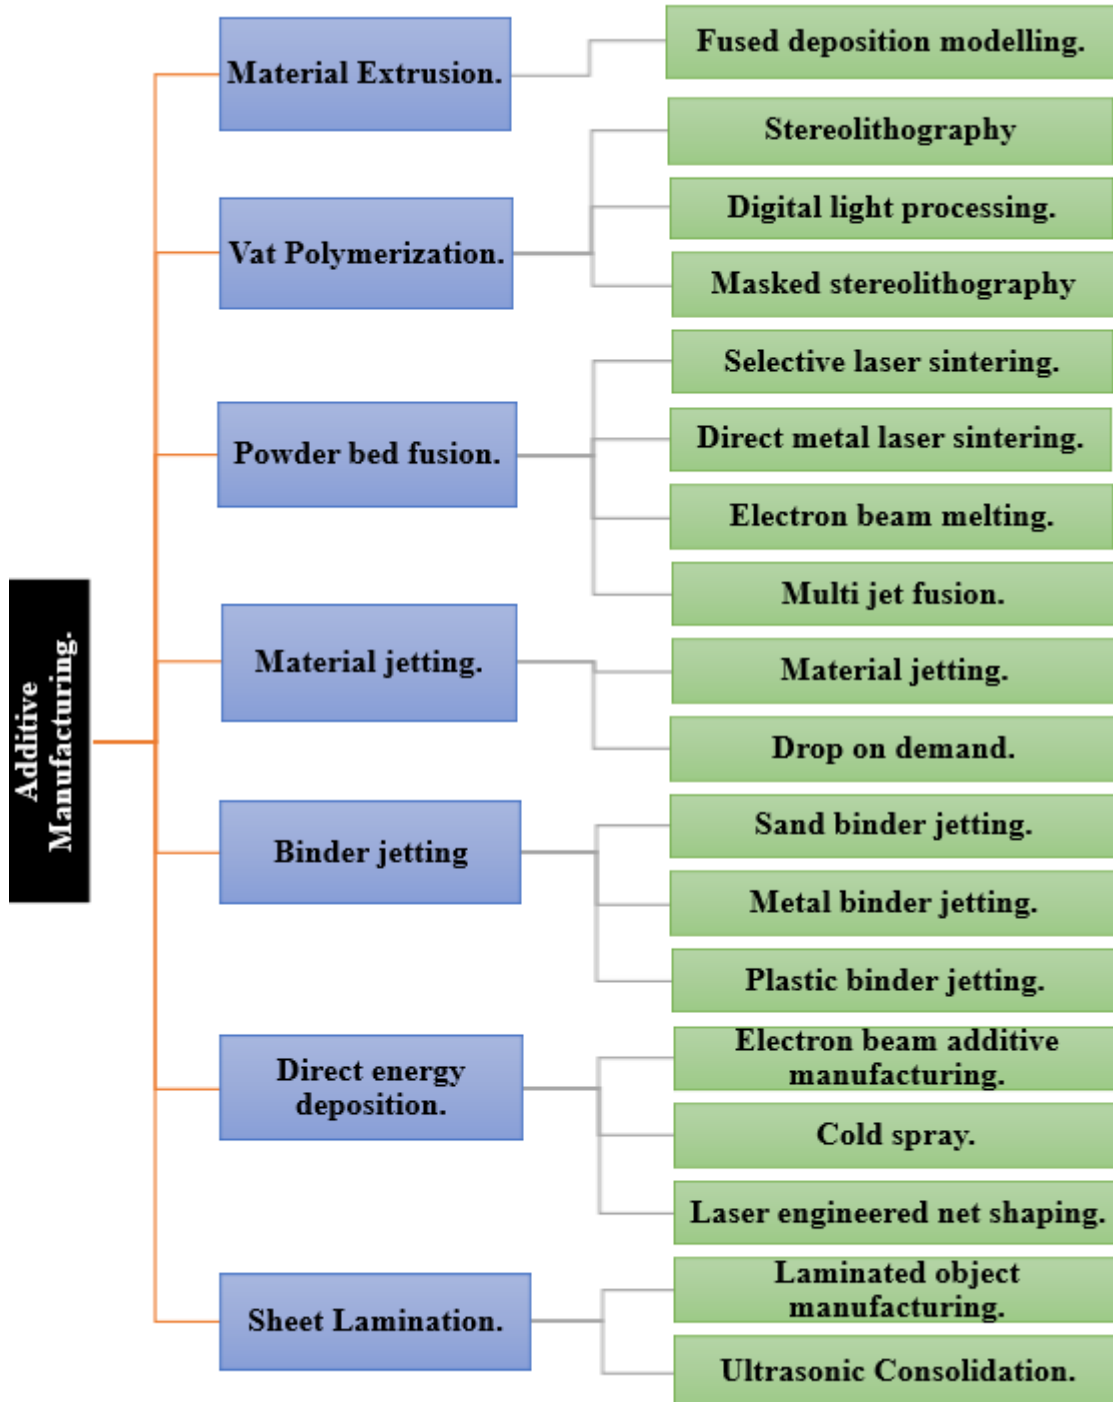 Additive
Manufacturing.
Material Extrusion.
Fused deposition modelling.
Vat Polymerization.
Stereolithography
Digital light processing.
Masked stereolithography
Powder bed fusion.
Selective laser sintering.
Direct metal laser sintering.
Electron beam melting.
Multi jet fusion.
Material jetting.
Material jetting.
Drop on demand.
Binder jetting
Sand binder jetting.
Metal binder jetting.
Plastic binder jetting.
Direct energy
deposition.
Electron beam additive
manufacturing.
Cold spray.
Laser engineered net shaping.
Sheet Lamination.
Laminated object
manufacturing.
Ultrasonic Consolidation.